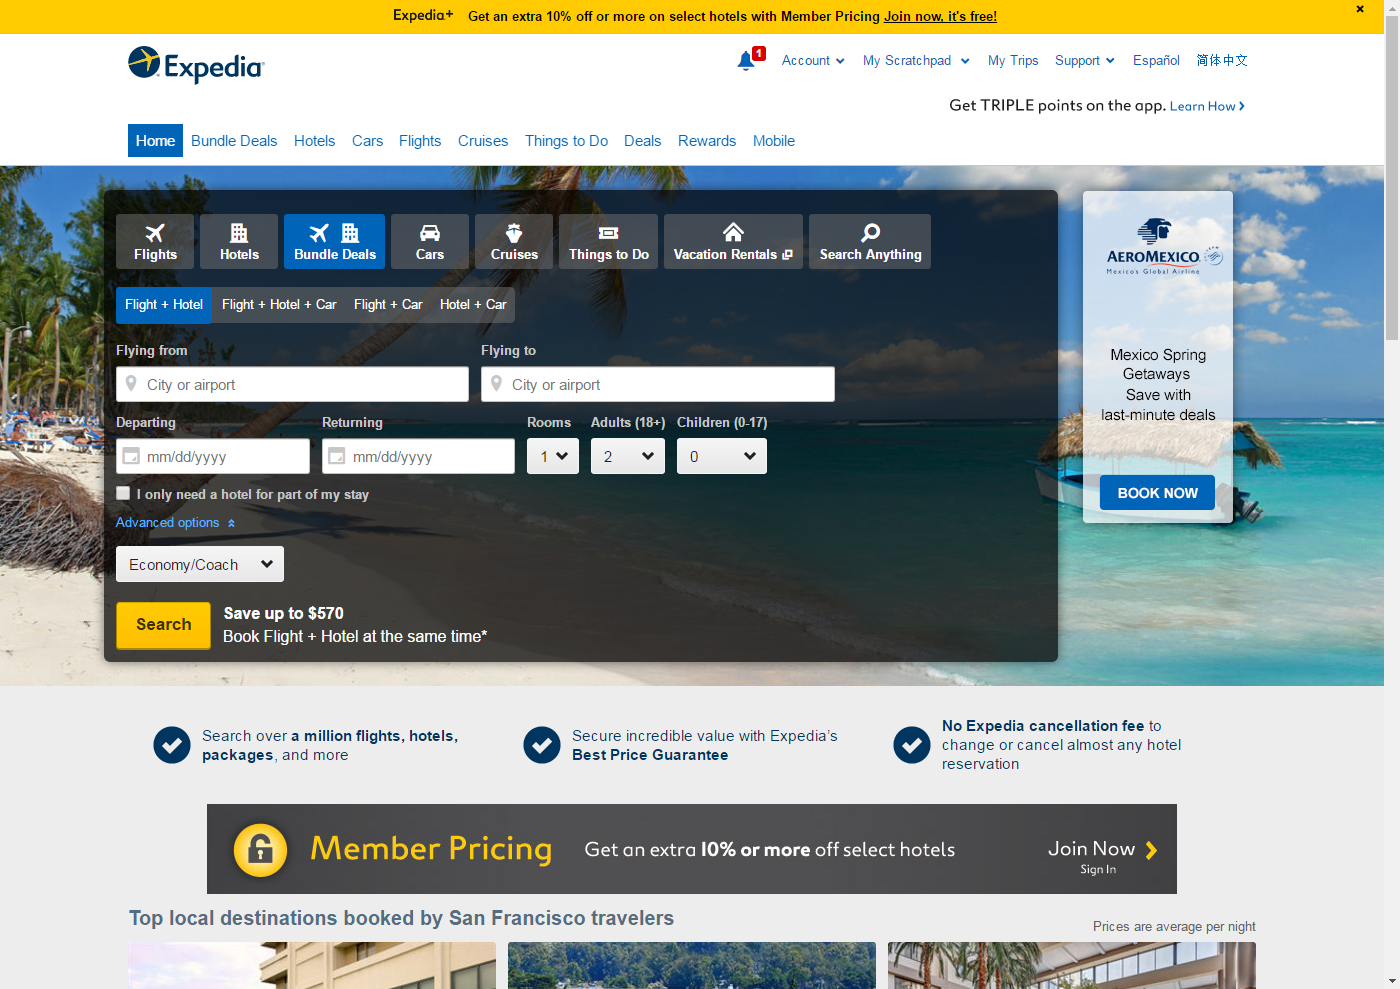 Expedia+ Get an extra 10% off or more on select hotels with Member Pricing Join now, it's free!
Expedia
1
Account
My Scratchpad
My Trips
Support
Español
简体中文
Get TRIPLE points on the app. Learn How
Home
Bundle Deals
Hotels
Cars
Flights
Cruises
Things to Do
Deals
Rewards
Mobile
Flights
Hotels
Bundle Deals
Cars
Cruises
Things to Do
Vacation Rentals
Search Anything
AEROMEXICO
Mexico's Global Airline
Mexico Spring
Getaways
Save with
last-minute deals
BOOK NOW
Flight + Hotel
Flight + Hotel + Car
Flight + Car
Hotel + Car
Flying from
Flying to
City or airport
City or airport
Departing
Returning
Rooms
Adults (18+)
Children (0-17)
mm/dd/yyyy
mm/dd/yyyy
1
2
0
I only need a hotel for part of my stay
Advanced options
Economy/Coach
Search
Save up to $570
Book Flight + Hotel at the same time*
Search over a million flights, hotels,
packages, and more
Secure incredible value with Expedia's
Best Price Guarantee
No Expedia cancellation fee to
change or cancel almost any hotel
reservation
Member Pricing
Get an extra 10% or more off select hotels
Join Now
Sign In
Top local destinations booked by San Francisco travelers
Prices are average per night